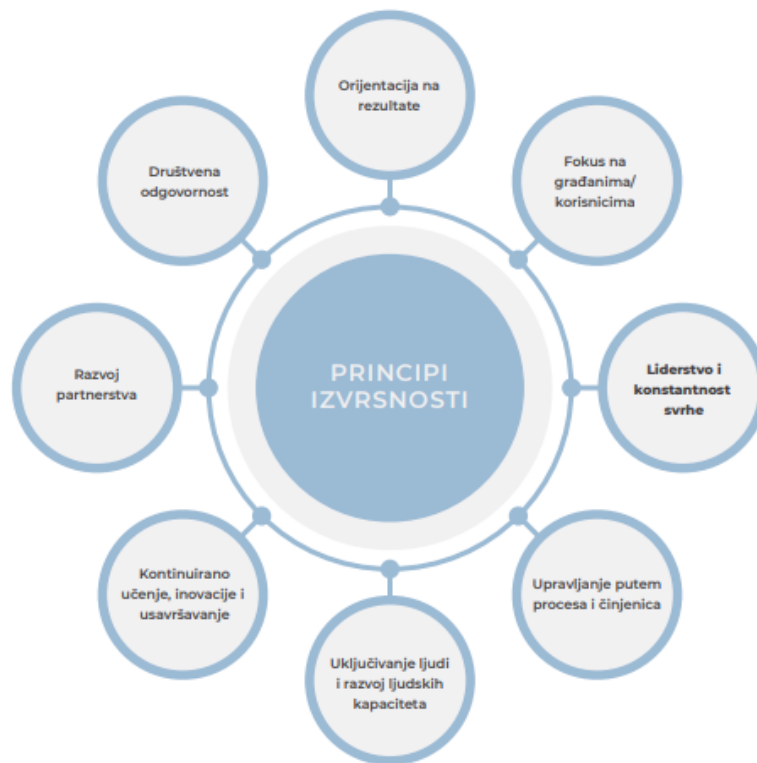 Orijentacija na
rezultate
Fokus na
građanima/
korisnicima
Liderstvo i
konstantnost
svrhe
Upravljanje putem
procesa i činjenica
Uključivanje ljudi
i razvoj ljudskih
kapaciteta
Kontinuirano
učenje, inovacije i
usavršavanje
Razvoj
partnerstva
Društvena
odgovornost
PRINCIPI
IZVRSNOSTI